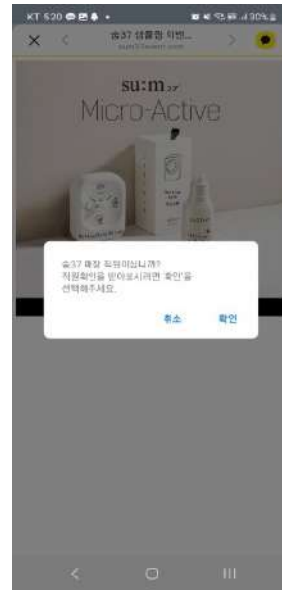 KT 5:20
숨37 샘플링 이벤...
su:m37
Micro-Active
숨37 매장 직원이십니까?
직원확인을 받아보시려면 '확인'을
선택해주세요.
취소 확인